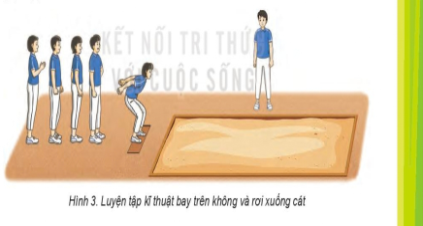 KẾT NỐI TRI THỨC
VỚI CUỘC SỐNG
Hình 3. Luyện tập kĩ thuật bay trên không và rơi xuống cát